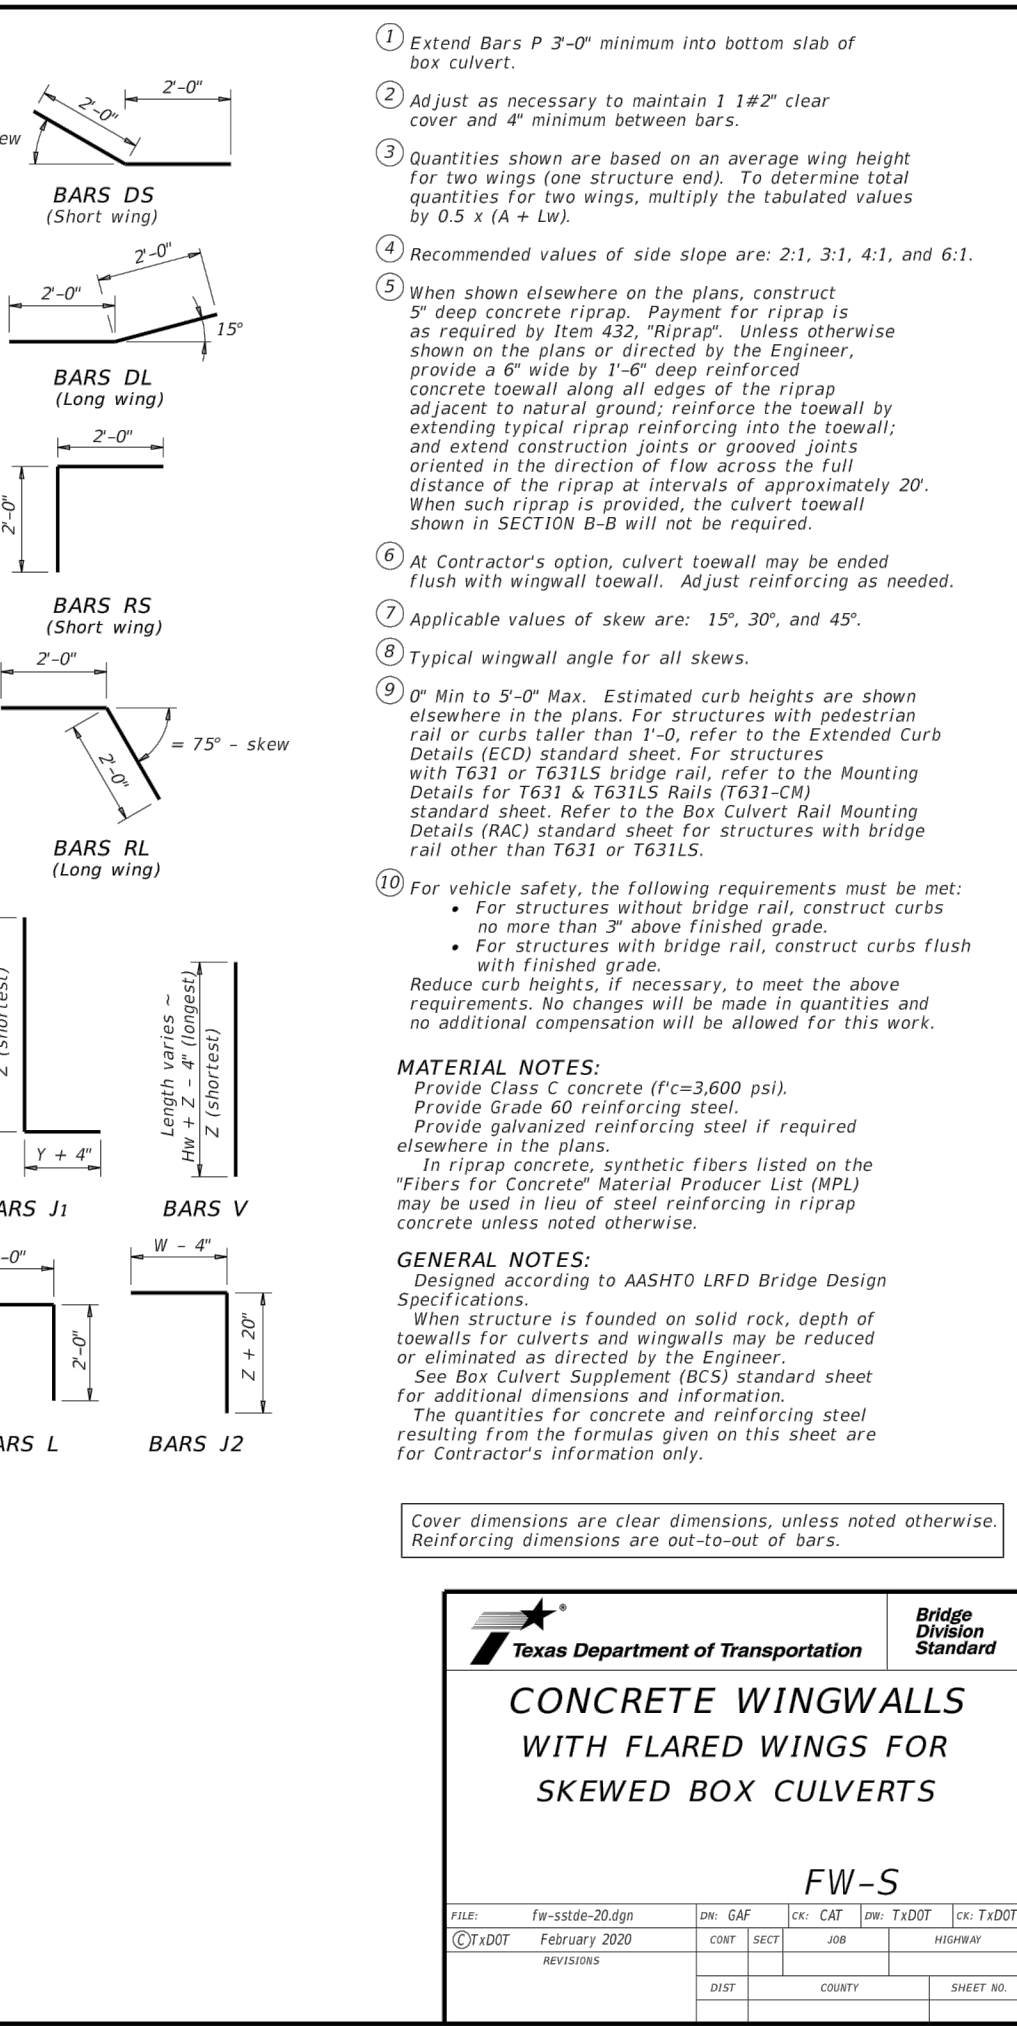 2'-0"
2'-0"
ew
BARS DS
(Short wing)
2'-0"
2'-0"
15°
BARS DL
(Long wing)
2'-0"
2'-0"
BARS RS
(Short wing)
2'-0"
= 75° - skew
2'-0"
BARS RL
(Long wing)
Z (shortest)
Y + 4"
ARS J1
Length varies ~
Hw + Z - 4" (longest)
Z (shortest)
BARS V
-0"
2'-0"
ARS L
W - 4"
Z + 20"
BARS J2
1 Extend Bars P 3'-0" minimum into bottom slab of
box culvert.
2 Adjust as necessary to maintain 1 1#2" clear
cover and 4" minimum between bars.
3 Quantities shown are based on an average wing height
for two wings (one structure end). To determine total
quantities for two wings, multiply the tabulated values
by 0.5 x (A + Lw).
4 Recommended values of side slope are: 2:1, 3:1, 4:1, and 6:1.
5 When shown elsewhere on the plans, construct
5" deep concrete riprap. Payment for riprap is
as required by Item 432, "Riprap". Unless otherwise
shown on the plans or directed by the Engineer,
provide a 6" wide by 1'-6" deep reinforced
concrete toewall along all edges of the riprap
adjacent to natural ground; reinforce the toewall by
extending typical riprap reinforcing into the toewall;
and extend construction joints or grooved joints
oriented in the direction of flow across the full
distance of the riprap at intervals of approximately 20'.
When such riprap is provided, the culvert toewall
shown in SECTION B-B will not be required.
6 At Contractor's option, culvert toewall may be ended
flush with wingwall toewall. Adjust reinforcing as needed.
7 Applicable values of skew are: 15°, 30°, and 45°.
8 Typical wingwall angle for all skews.
9 0" Min to 5'-0" Max. Estimated curb heights are shown
elsewhere in the plans. For structures with pedestrian
rail or curbs taller than 1'-0, refer to the Extended Curb
Details (ECD) standard sheet. For structures
with T631 or T631LS bridge rail, refer to the Mounting
Details for T631 & T631LS Rails (T631-CM)
standard sheet. Refer to the Box Culvert Rail Mounting
Details (RAC) standard sheet for structures with bridge
rail other than T631 or T631LS.
10 For vehicle safety, the following requirements must be met:
• For structures without bridge rail, construct curbs
no more than 3" above finished grade.
• For structures with bridge rail, construct curbs flush
with finished grade.
Reduce curb heights, if necessary, to meet the above
requirements. No changes will be made in quantities and
no additional compensation will be allowed for this work.
MATERIAL NOTES:
Provide Class C concrete (f'c=3,600 psi).
Provide Grade 60 reinforcing steel.
Provide galvanized reinforcing steel if required
elsewhere in the plans.
In riprap concrete, synthetic fibers listed on the
"Fibers for Concrete" Material Producer List (MPL)
may be used in lieu of steel reinforcing in riprap
concrete unless noted otherwise.
GENERAL NOTES:
Designed according to AASHTO LRFD Bridge Design
Specifications.
When structure is founded on solid rock, depth of
toewalls for culverts and wingwalls may be reduced
or eliminated as directed by the Engineer.
See Box Culvert Supplement (BCS) standard sheet
for additional dimensions and information.
The quantities for concrete and reinforcing steel
resulting from the formulas given on this sheet are
for Contractor's information only.
Cover dimensions are clear dimensions, unless noted otherwise.
Reinforcing dimensions are out-to-out of bars.
® Texas Department of Transportation
Bridge
Division
Standard
CONCRETE WINGWALLS
WITH FLARED WINGS FOR
SKEWED BOX CULVERTS
FW-S
FILE: fw-sstde-20.dgn DN: GAF CK: CAT DW: TxDOT CK: TxDOT
©TxDOT February 2020 CONT SECT JOB HIGHWAY
REVISIONS
DIST COUNTY SHEET NO.